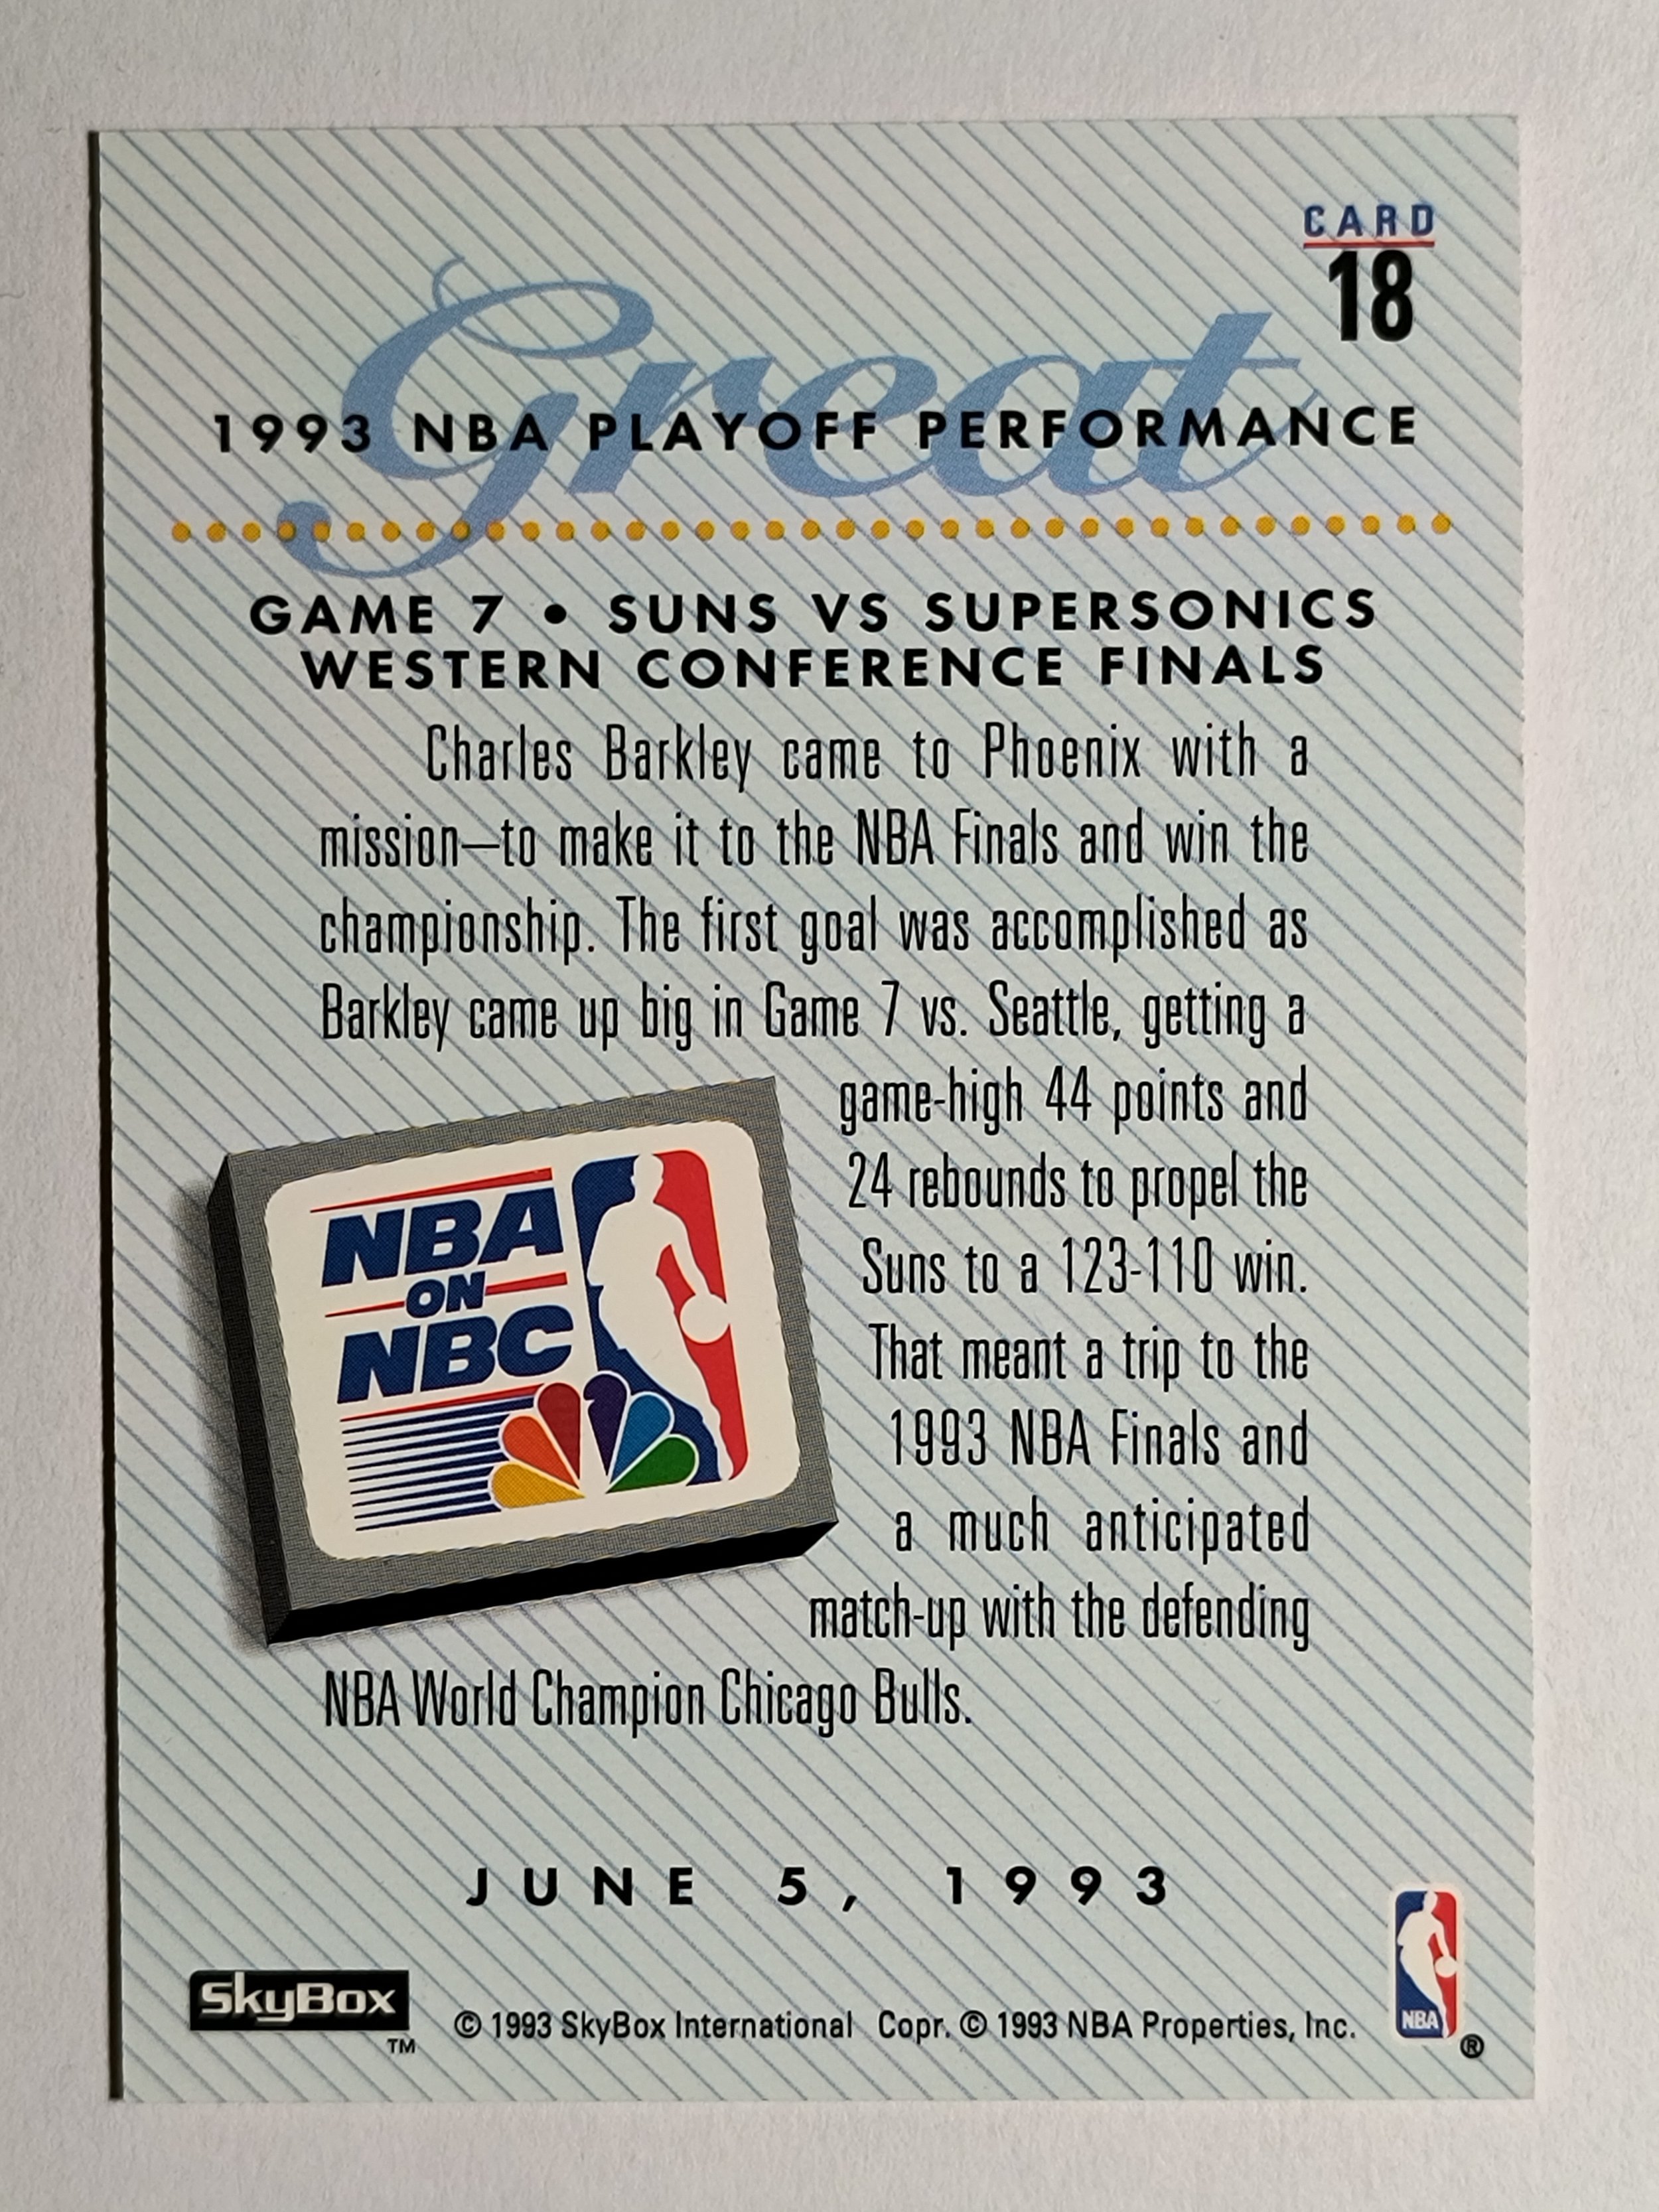 CARD
18
Great
1993 NBA PLAYOFF PERFORMANCE
GAME 7 • SUNS VS SUPERSONICS
WESTERN CONFERENCE FINALS
Charles Barkley came to Phoenix with a
mission—to make it to the NBA Finals and win the
championship. The first goal was accomplished as
Barkley came up big in Game 7 vs. Seattle, getting a
game-high 44 points and
24 rebounds to propel the
Suns to a 123-110 win.
That meant a trip to the
1993 NBA Finals and
a much anticipated
match-up with the defending
NBA World Champion Chicago Bulls.
NBA
ON
NBC
JUNE 5, 1993
SkyBox
TM
© 1993 SkyBox International Copr. © 1993 NBA Properties, Inc.
NBA
®